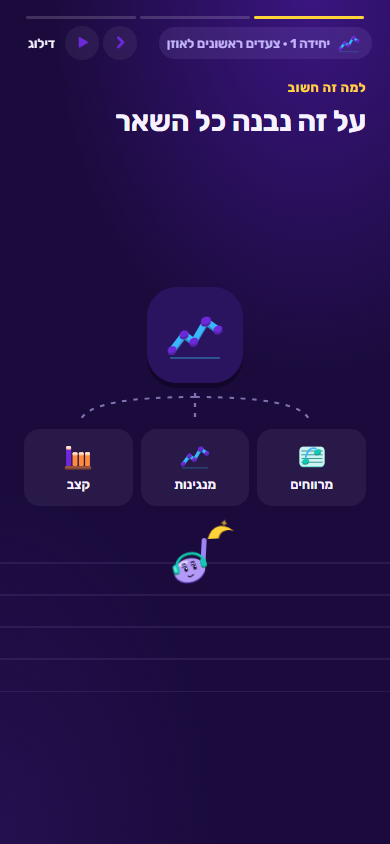 יחידה 1 • צעדים ראשונים לאוזן
דילוג
למה זה חשוב
על זה נבנה כל השאר
מרווחים
מנגינות
קצב